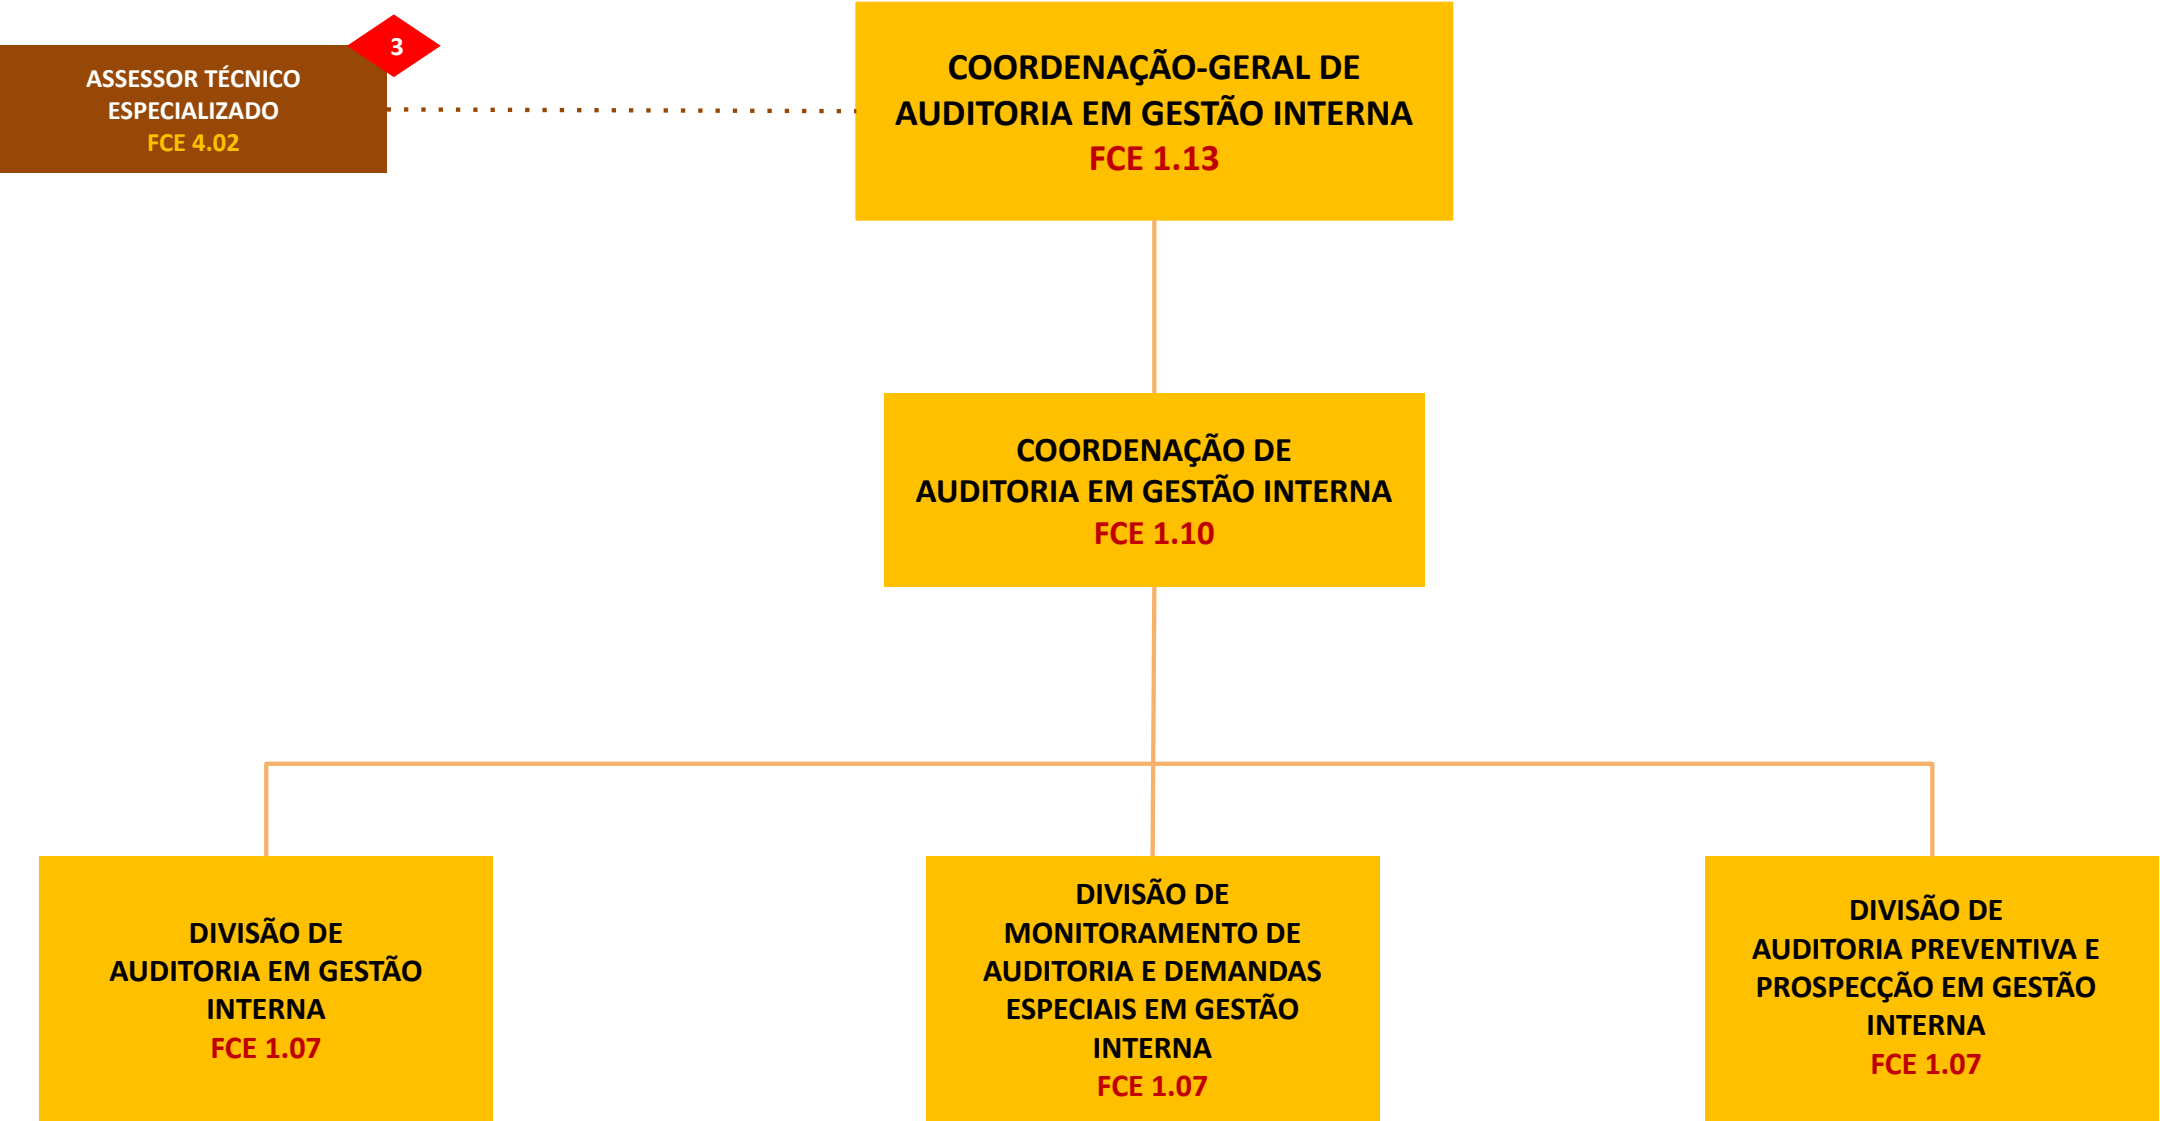 3
ASSESSOR TÉCNICO
ESPECIALIZADO
FCE 4.02
COORDENAÇÃO-GERAL DE
AUDITORIA EM GESTÃO INTERNA
FCE 1.13
COORDENAÇÃO DE
AUDITORIA EM GESTÃO INTERNA
FCE 1.10
DIVISÃO DE
AUDITORIA EM GESTÃO
INTERNA
FCE 1.07
DIVISÃO DE
MONITORAMENTO DE
AUDITORIA E DEMANDAS
ESPECIAIS EM GESTÃO
INTERNA
FCE 1.07
DIVISÃO DE
AUDITORIA PREVENTIVA E
PROSPECÇÃO EM GESTÃO
INTERNA
FCE 1.07